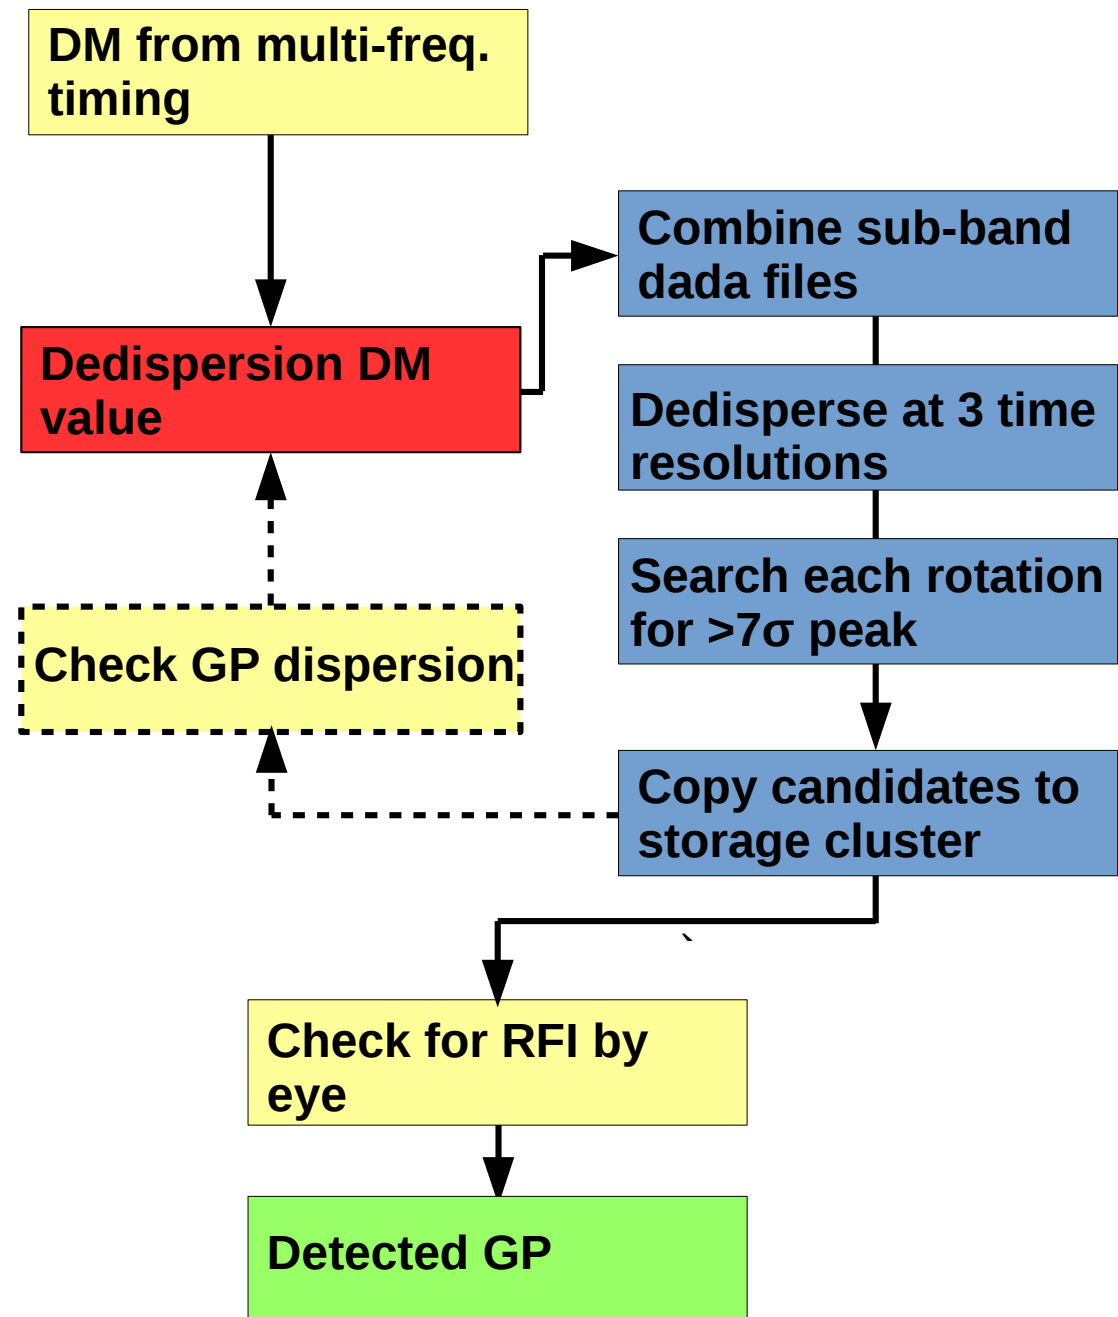 DM from multi-freq.
timing
Dedispersion DM
value
Combine sub-band
dada files
Dedisperse at 3 time
resolutions
Search each rotation
for >7σ peak
Copy candidates to
storage cluster
Check GP dispersion
`
Check for RFI by
eye
Detected GP